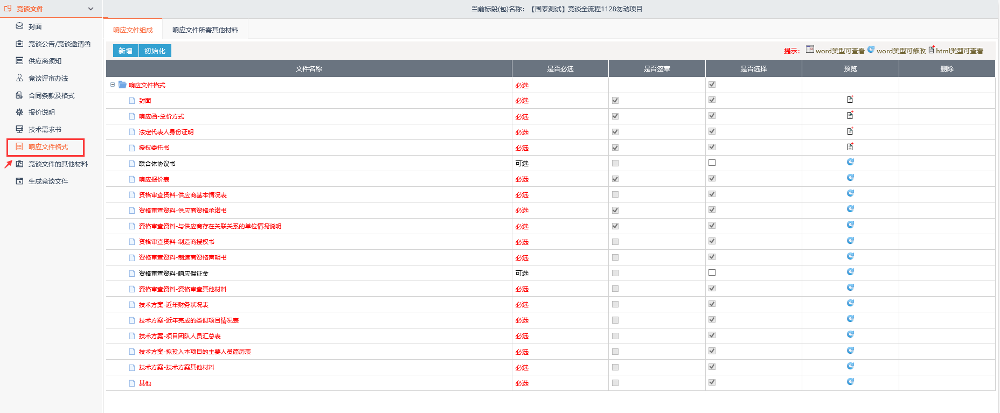 竞谈文件
当前标段(包)名称: 【国泰测试】竞谈全流程1128勿动项目
封面
竞谈公告/竞谈邀请函
供应商须知
竞谈评审办法
合同条款及格式
报价说明
技术需求书
响应文件格式
竞谈文件的其他材料
生成竞谈文件
响应文件组成 响应文件所需其他材料
新增 初始化
提示: word类型可查看 word类型可修改 html类型可查看
文件名称 是否必选 是否签章 是否选择 预览 删除
响应文件格式 必选
封面 必选
响应函-总价方式 必选
法定代表人身份证明 必选
授权委托书 必选
联合体协议书 可选
响应报价表 必选
资格审查资料-供应商基本情况表 必选
资格审查资料-供应商资格承诺书 必选
资格审查资料-与供应商存在关联关系的单位情况说明 必选
资格审查资料-制造商授权书 必选
资格审查资料-制造商资格声明书 必选
资格审查资料-响应保证金 可选
资格审查资料-资格审查其他材料 必选
技术方案-近年财务状况表 必选
技术方案-近年完成的类似项目情况表 必选
技术方案-项目团队人员汇总表 必选
技术方案-拟投入本项目的主要人员简历表 必选
技术方案-技术方案其他材料 必选
其他 必选